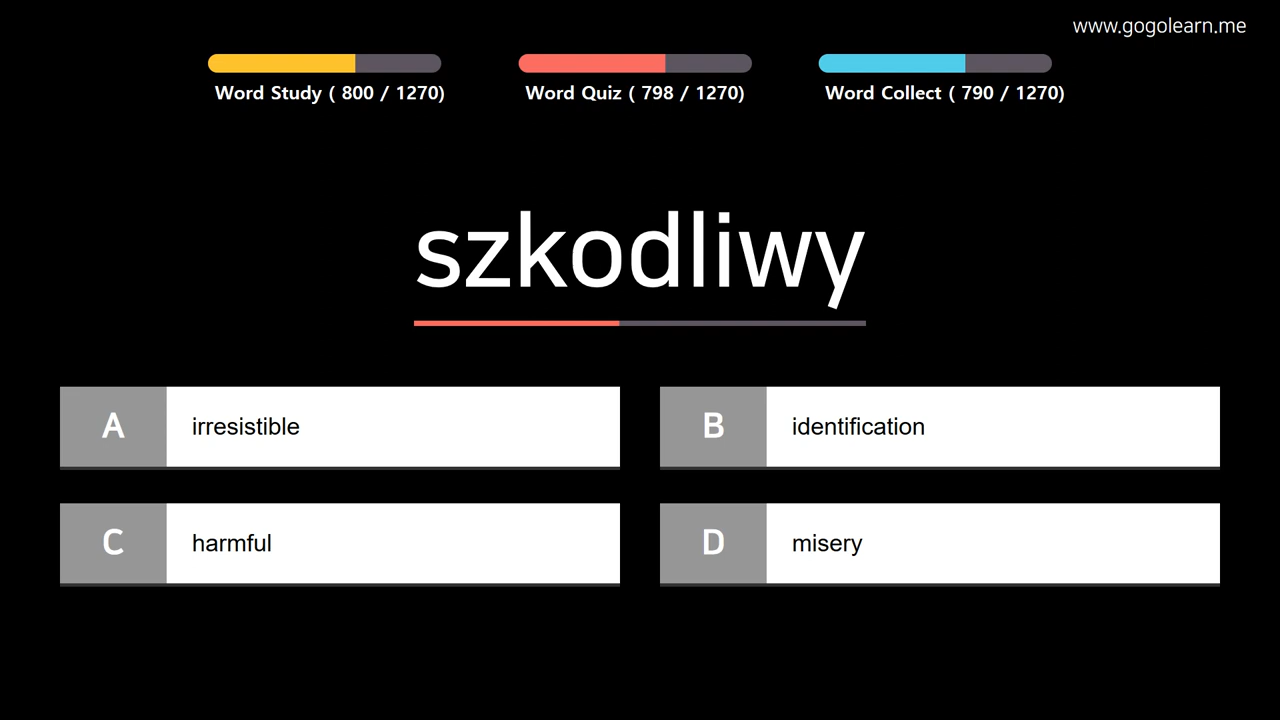 www.gogolearn.me
Word Study ( 800 / 1270)
Word Quiz ( 798 / 1270)
Word Collect ( 790 / 1270)
szkodliwy
A irresistible
B identification
C harmful
D misery